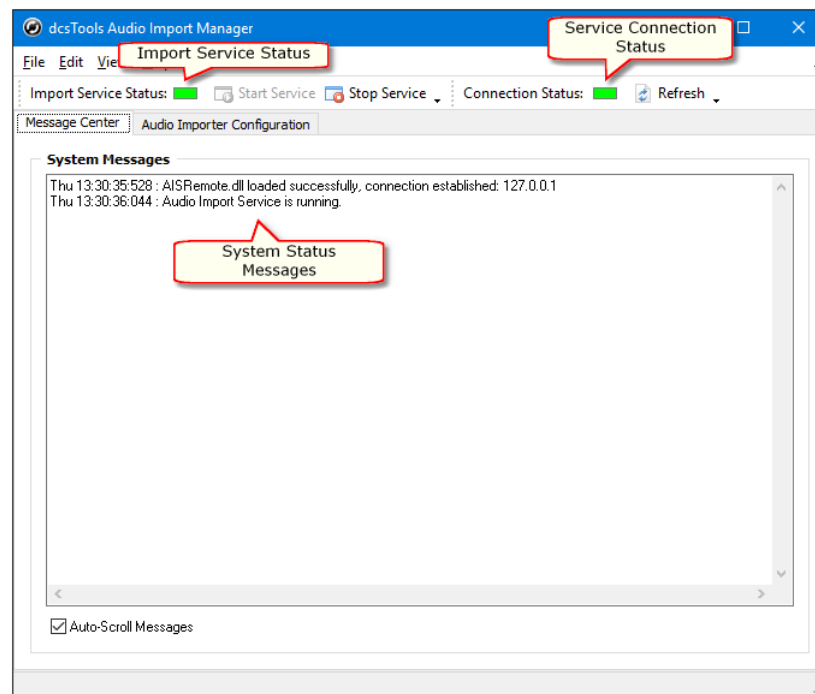 dcsTools Audio Import Manager
Import Service Status
Service Connection
Status
File Edit
Import Service Status: Start Service Stop Service Connection Status: Refresh
Message Center Audio Importer Configuration
System Messages
Thu 13:30:35:528 : AISRemote.dll loaded successfully, connection established: 127.0.0.1
Thu 13:30:36:044 : Audio Import Service is running.
System Status
Messages
Auto-Scroll Messages